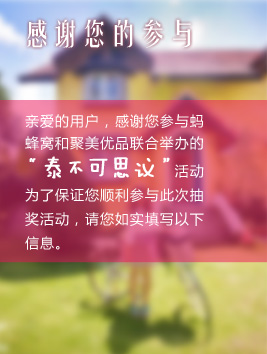 感谢您的参与
亲爱的用户，感谢您参与蚂
蜂窝和聚美优品联合举办的
“泰不可思议”活动
为了保证您顺利参与此次抽
奖活动，请您如实填写以下
信息。